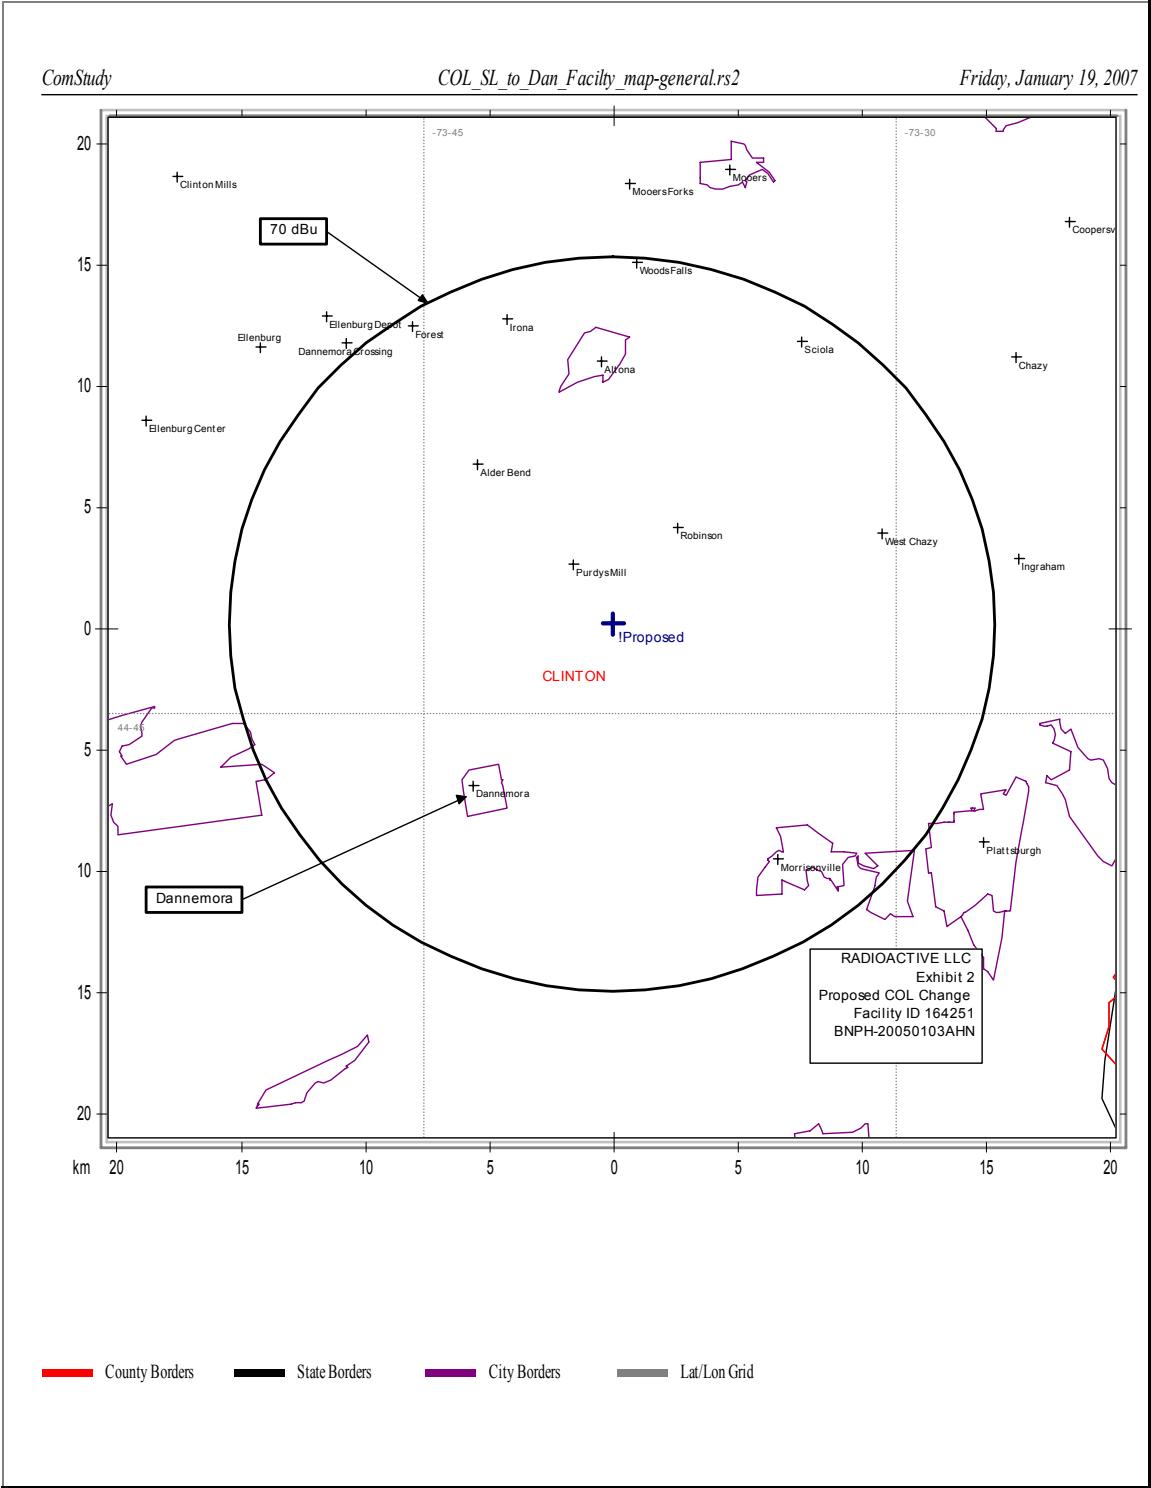 ComStudy
COL_SL_to_Dan_Facilty_map-general.rs2
Friday, January 19, 2007
-73-45
-73-30
20
Clinton Mills
Mooers Forks
Mooers
Coopersv
70 dBu
15
Woods Falls
Ellenburg Depot
Forest
Irona
Ellenburg
Dannemora Crossing
Sciola
Altona
Chazy
10
Ellenburg Center
Alder Bend
5
Robinson
West Chazy
Purdys Mill
Ingraham
0
!Proposed
CLINTON
44-45
5
Dannemora
Plattsburgh
Morrisonville
10
Dannemora
RADIOACTIVE LLC
Exhibit 2
Proposed COL Change
Facility ID 164251
BNPH-20050103AHN
15
20
km 20 15 10 5 0 5 10 15 20
County Borders
State Borders
City Borders
Lat/Lon Grid